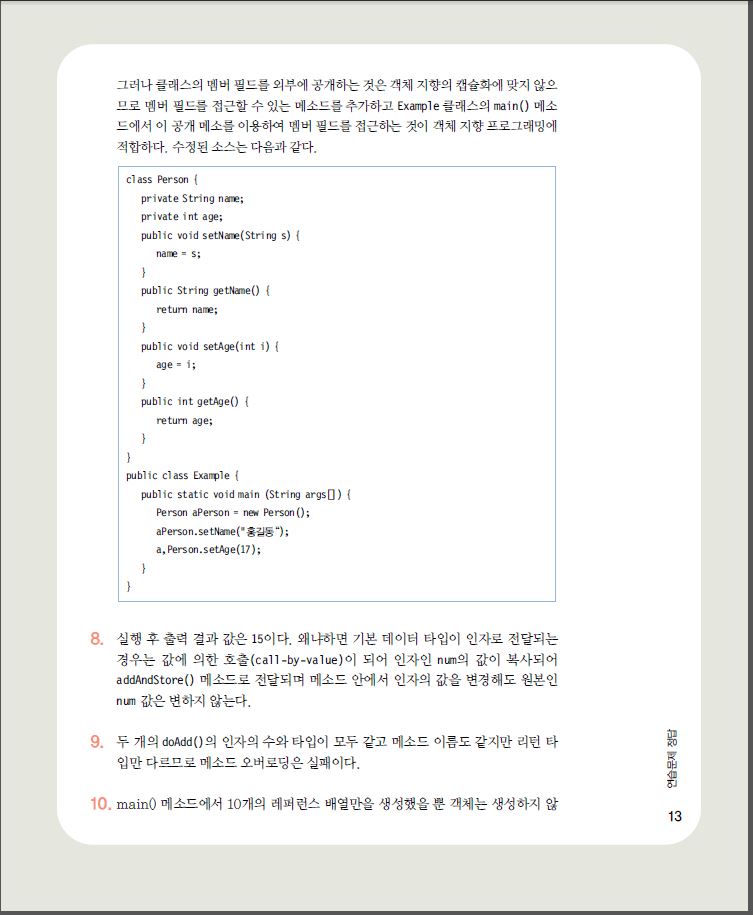 그러나 클래스의 멤버 필드를 외부에 공개하는 것은 객체 지향의 캡슐화에 맞지 않으
므로 멤버 필드를 접근할 수 있는 메소드를 추가하고 Example 클래스의 main() 메소
드에서 이 공개 메소를 이용하여 멤버 필드를 접근하는 것이 객체 지향 프로그래밍에
적합하다. 수정된 소스는 다음과 같다.
class Person {
private String name;
private int age;
public void setName(String s) {
name = s;
}
public String getName() {
return name;
}
public void setAge(int i) {
age = i;
}
public int getAge() {
return age;
}
}
public class Example {
public static void main (String args[]) {
Person aPerson = new Person();
aPerson.setName("홍길동“);
a,Person.setAge(17);
}
}
8. 실행 후 출력 결과 값은 15이다. 왜냐하면 기본 데이터 타입이 인자로 전달되는
경우는 값에 의한 호출(call-by-value)이 되어 인자인 num의 값이 복사되어
addAndStore() 메소드로 전달되며 메소드 안에서 인자의 값을 변경해도 원본인
num 값은 변하지 않는다.
9. 두 개의 doAdd()의 인자의 수와 타입이 모두 같고 메소드 이름도 같지만 리턴 타
입만 다르므로 메소드 오버로딩은 실패이다.
10. main() 메소드에서 10개의 레퍼런스 배열만을 생성했을 뿐 객체는 생성하지 않
연습문제 정답
13